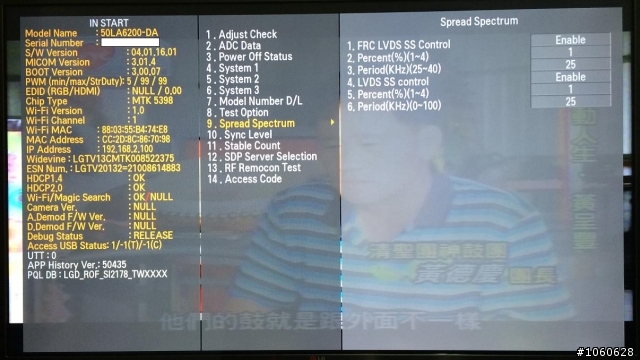 IN START
Model Name : 50LA6200-DA
Serial Number :
S/W Version : 04.01.16.01
MICOM Version : 3.01.4
BOOT Version : 3.00.07
PWM (min/max/StrDuty) : 5 / 99 / 99
EDID (RGB/HDMI) : NULL / 0.00
Chip Type : MTK 5398
Wi-Fi Version : 1.0
Wi-Fi Channel : 1
Wi-Fi MAC : 88:03:55:B4:74:E8
MAC Address : CC:2D:8C:86:70:98
IP Address : 192.168.2.100
Widevine : LGTV13CMTK008522375
ESN Num. : LGTV20132=21008614883
HDCP1.4 : OK
HDCP2.0 : OK
Wi-Fi/Magic Search : OK / NULL
Camera Ver. : NULL
A.Demod F/W Ver. : NULL
D.Demod F/W Ver. : NULL
Debug Status : RELEASE
Access USB Status: 1/-1(T)/-1(C)
UTT : 0
APP History Ver.: 50435
PQL DB : LGD_ROF_SI2178_TWXXXX
1. Adjust Check
2. ADC Data
3. Power Off Status
4. System 1
5. System 2
6. System 3
7. Model Number D/L
8. Test Option
9. Spread Spectrum
10. Sync Level
11. Stable Count
12. SDP Server Selection
13. RF Remocon Test
14. Access Code
Spread Spectrum
1. FRC LVDS SS Control Enable
2. Percent(%)(1~4) 1
3. Period(KHz)(25~40) 25
4. LVDS SS control Enable
5. Percent(%)(1~4) 1
6. Period(KHz)(0~100) 25
團長
他們的鼓就是跟外面不一樣
#1060628